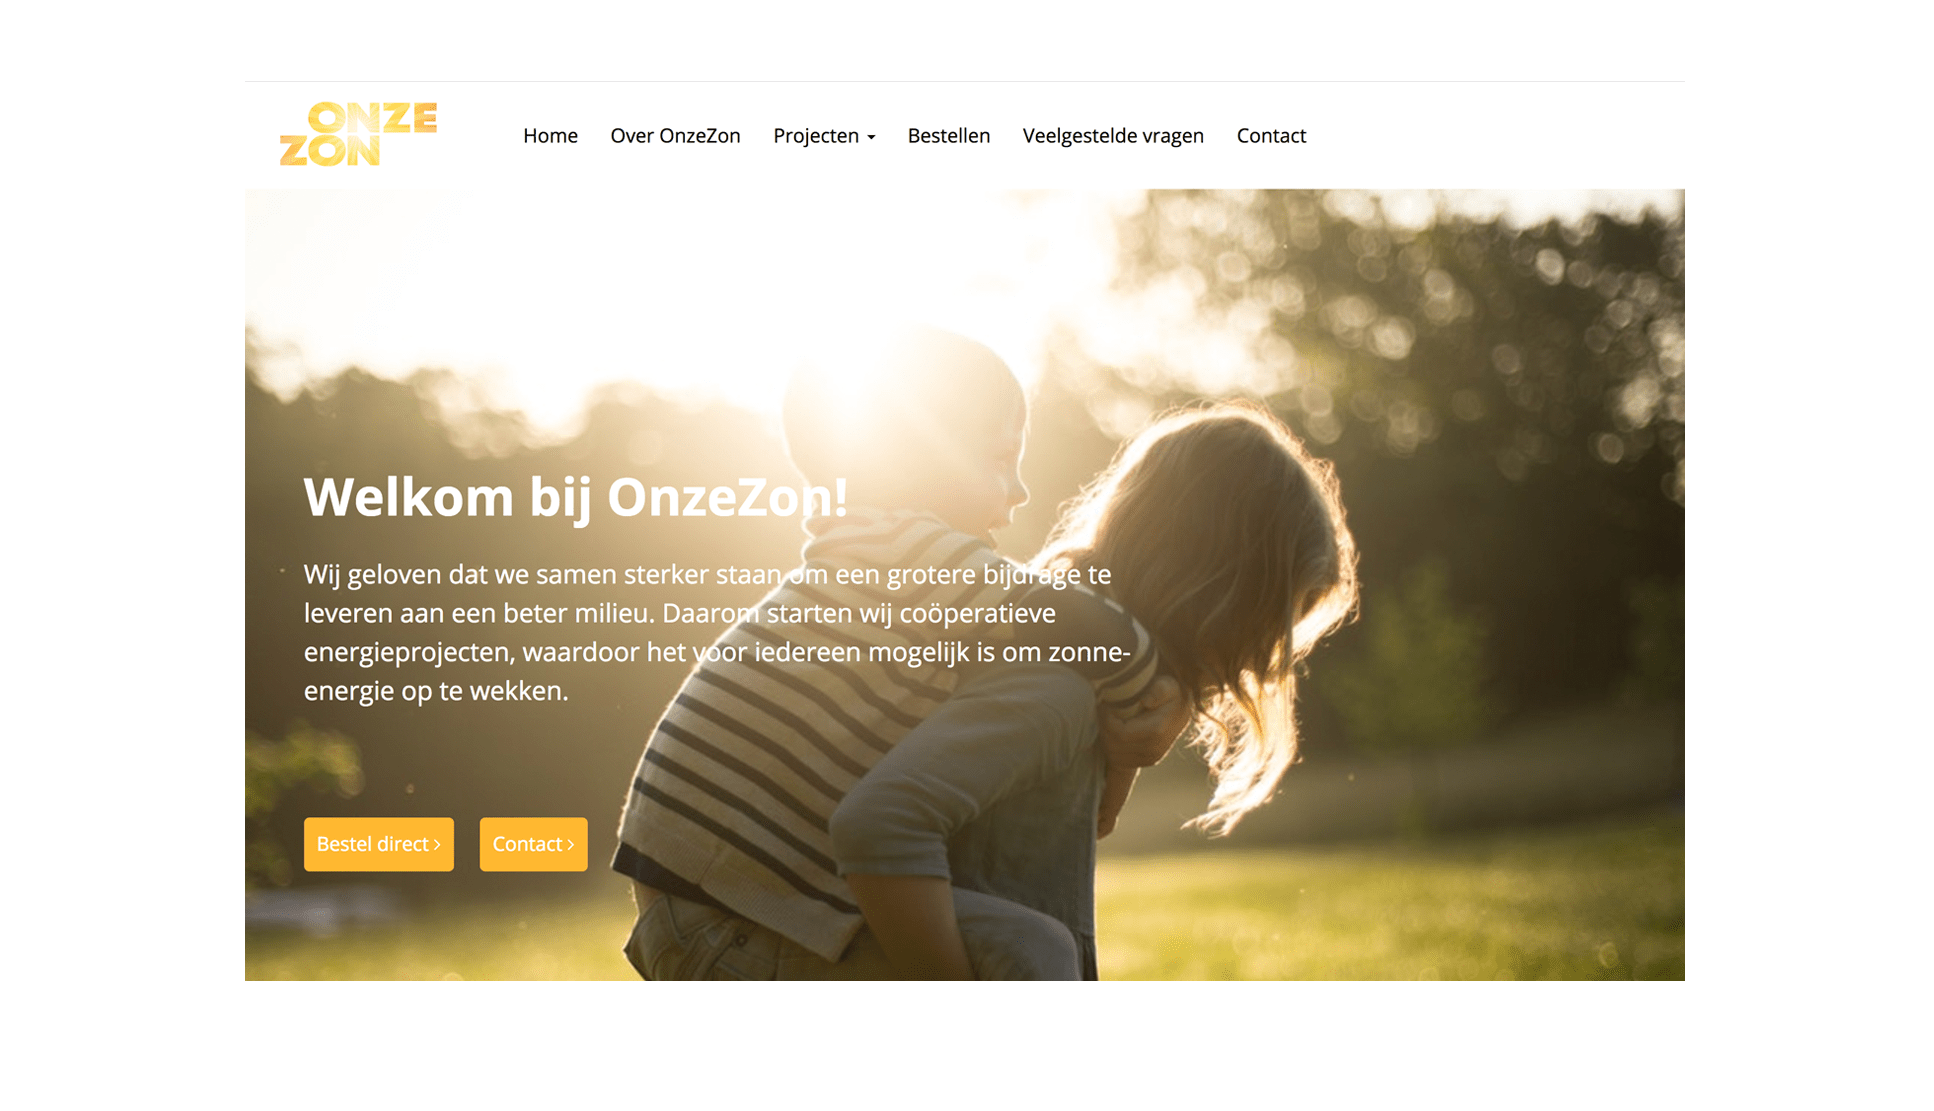 ONZE
ZON
Home Over OnzeZon Projecten Bestellen Veelgestelde vragen Contact
Welkom bij OnzeZon!
Wij geloven dat we samen sterker staan om een grotere bijdrage te
leveren aan een beter milieu. Daarom starten wij coöperatieve
energieprojecten, waardoor het voor iedereen mogelijk is om zonne-
energie op te wekken.
Bestel direct > Contact >